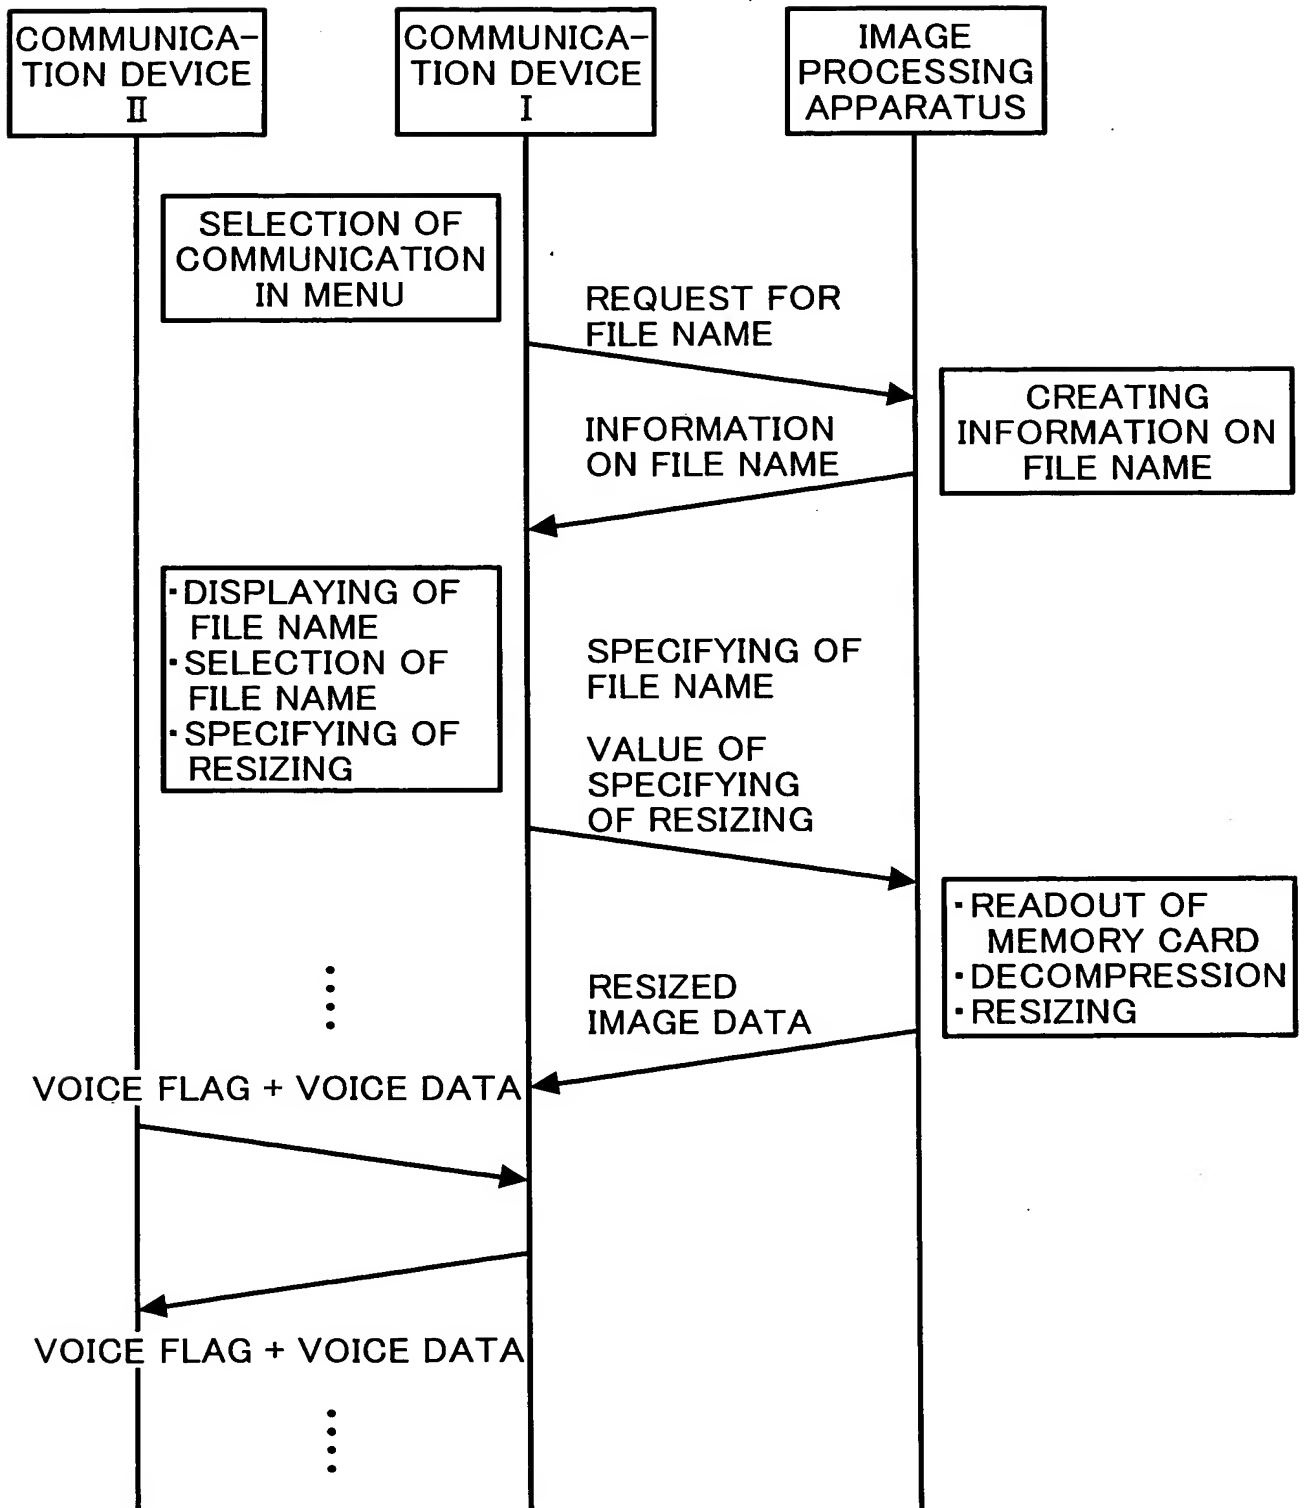 COMMUNICA-
TION DEVICE
II
COMMUNICA-
TION DEVICE
I
IMAGE
PROCESSING
APPARATUS
SELECTION OF
COMMUNICATION
IN MENU
REQUEST FOR
FILE NAME
CREATING
INFORMATION ON
FILE NAME
INFORMATION
ON FILE NAME
・DISPLAYING OF
FILE NAME
・SELECTION OF
FILE NAME
・SPECIFYING OF
RESIZING
SPECIFYING OF
FILE NAME
VALUE OF
SPECIFYING
OF RESIZING
・READOUT OF
MEMORY CARD
・DECOMPRESSION
・RESIZING
RESIZED
IMAGE DATA
VOICE FLAG + VOICE DATA
VOICE FLAG + VOICE DATA